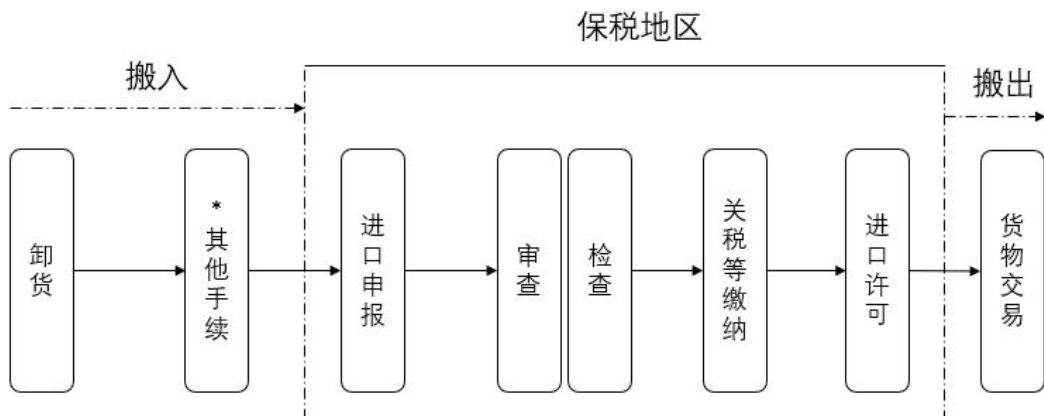 保税地区
搬入
搬出
卸货
*其他手续
进口申报
审查
检查
关税等缴纳
进口许可
货物交易